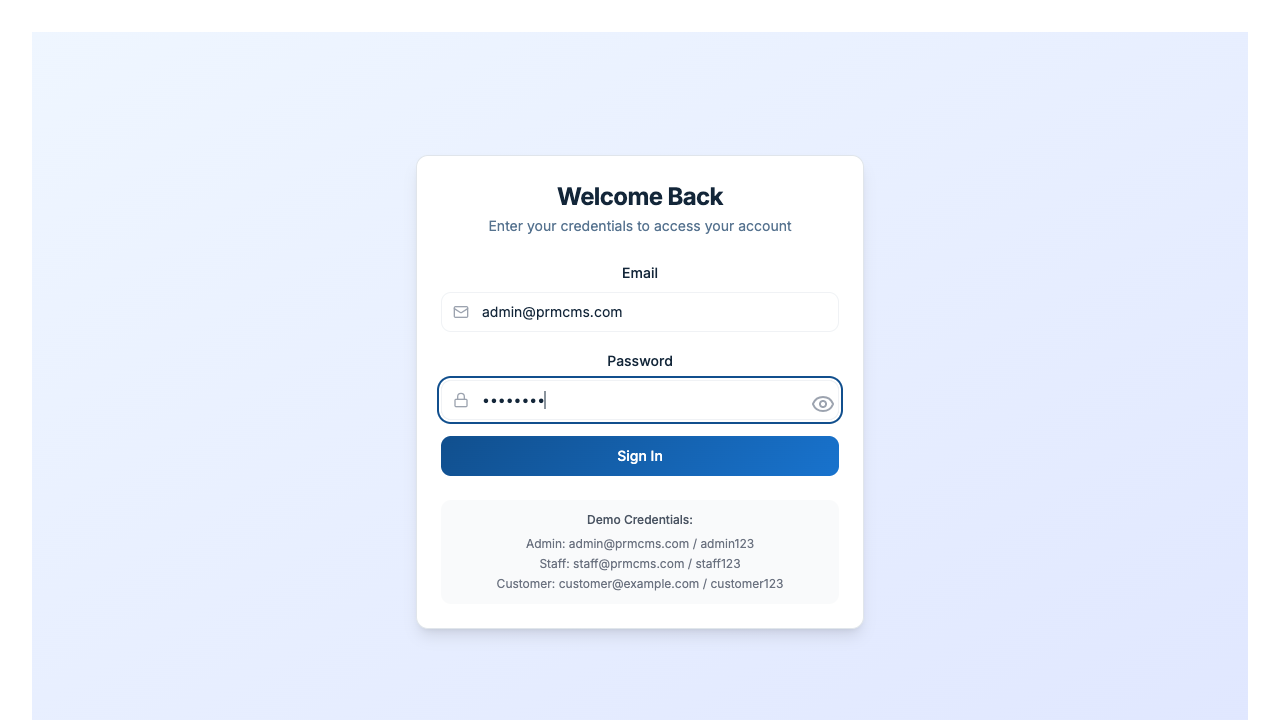 Welcome Back
Enter your credentials to access your account
Email
admin@prmcms.com
Password
••••••••
Sign In
Demo Credentials:
Admin: admin@prmcms.com / admin123
Staff: staff@prmcms.com / staff123
Customer: customer@example.com / customer123